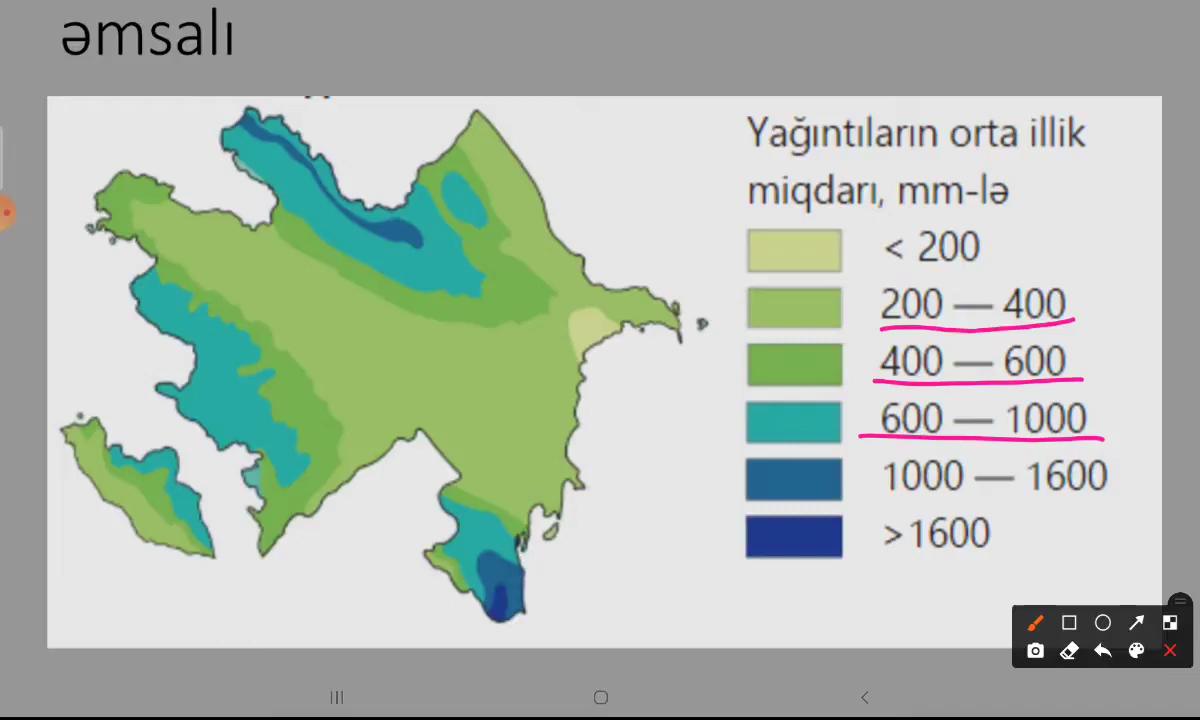 əmsalı
Yağıntıların orta illik
miqdarı, mm-lə
< 200
200 — 400
400 — 600
600 — 1000
1000 — 1600
>1600